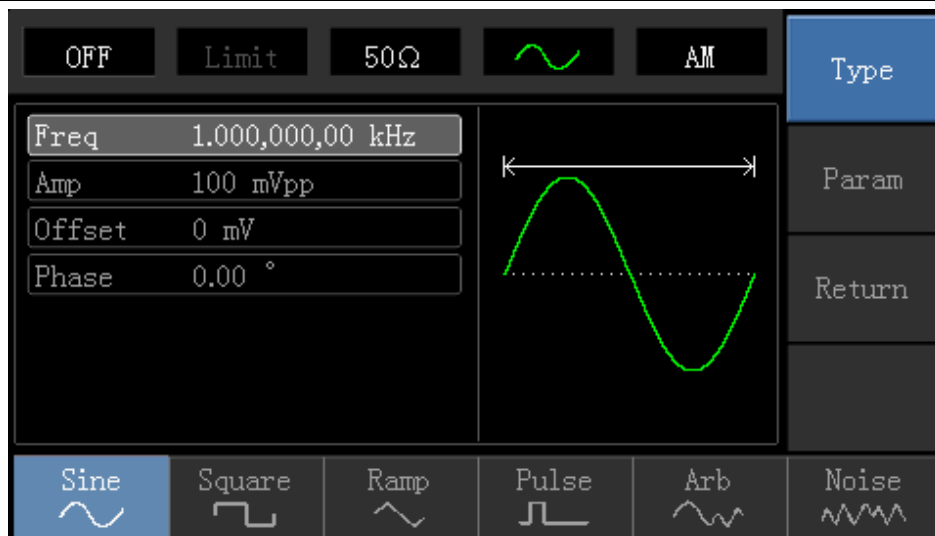 OFF Limit 50Ω AM
Type
Freq 1.000,000,00 kHz
Amp 100 mVpp
Offset 0 mV
Phase 0.00 °
Param
Return
Sine Square Ramp Pulse Arb Noise